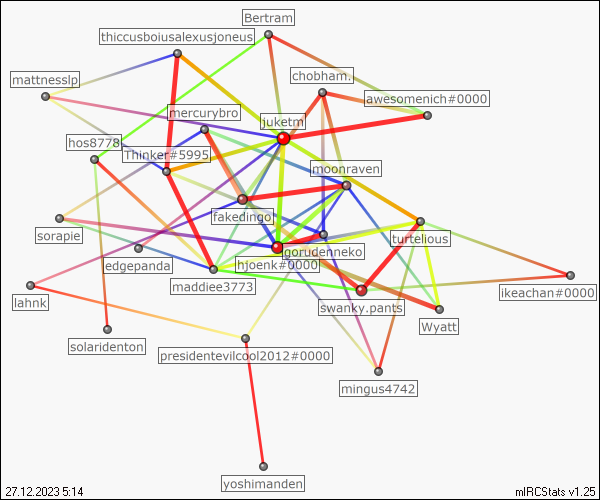 Bertram
thiccusboiusalexusjoneus
chobham.
mattnesslp
awesomenich#0000
mercurybro
juketm
hos8778
Thinker#5995
moonraven
fakedingo
sorapie
turtelious
gorudenneko
edgepanda
hjoenk#0000
maddiee3773
ikeachan#0000
lahnk
swanky.pants
Wyatt
solaridenton
presidentevilcool2012#0000
mingus4742
yoshimanden
27.12.2023 5:14
mIRCStats v1.25